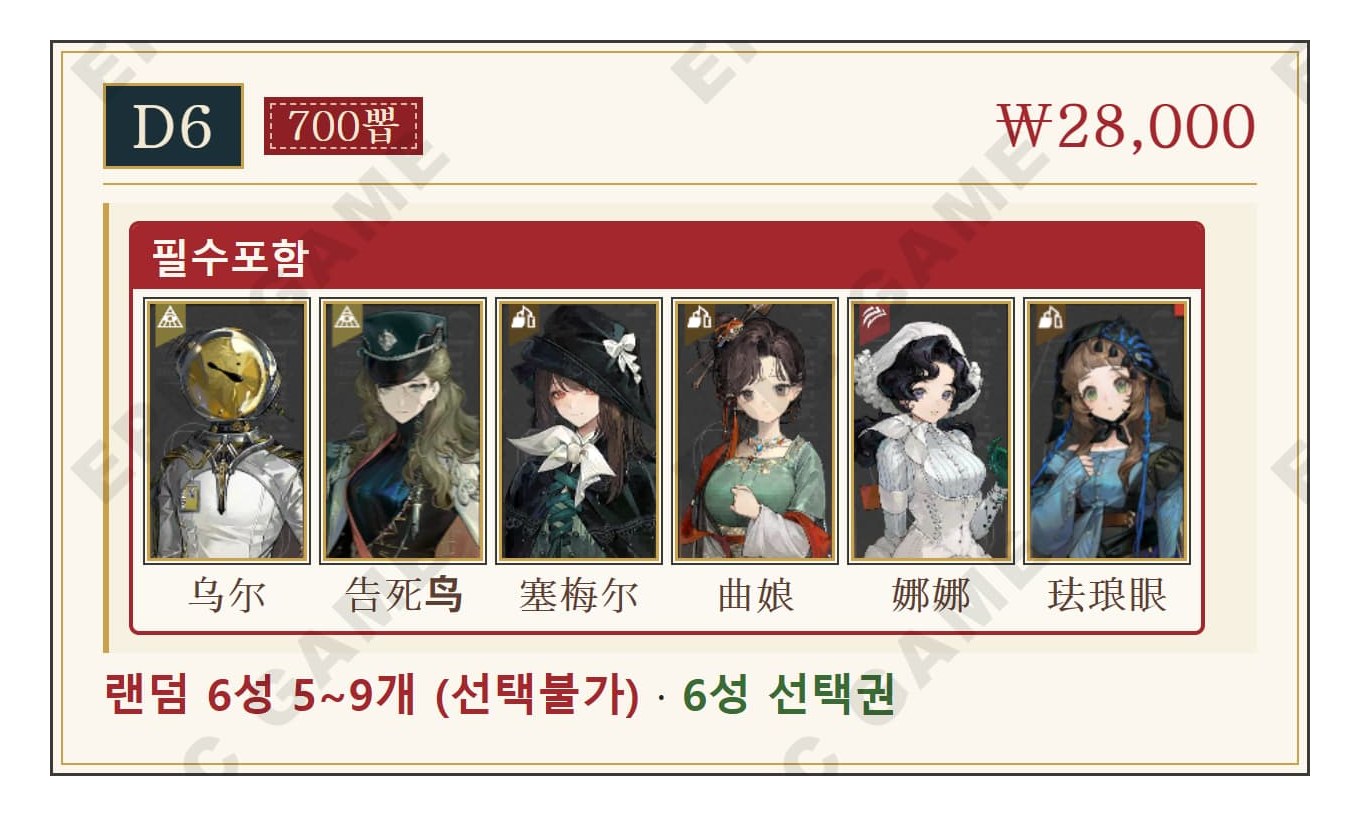 D6 700뽑 ₩28,000
필수포함
乌尔 告死鸟 塞梅尔 曲娘 娜娜 珐琅眼
랜덤 6성 5~9개 (선택불가) · 6성 선택권
EPIC GAME